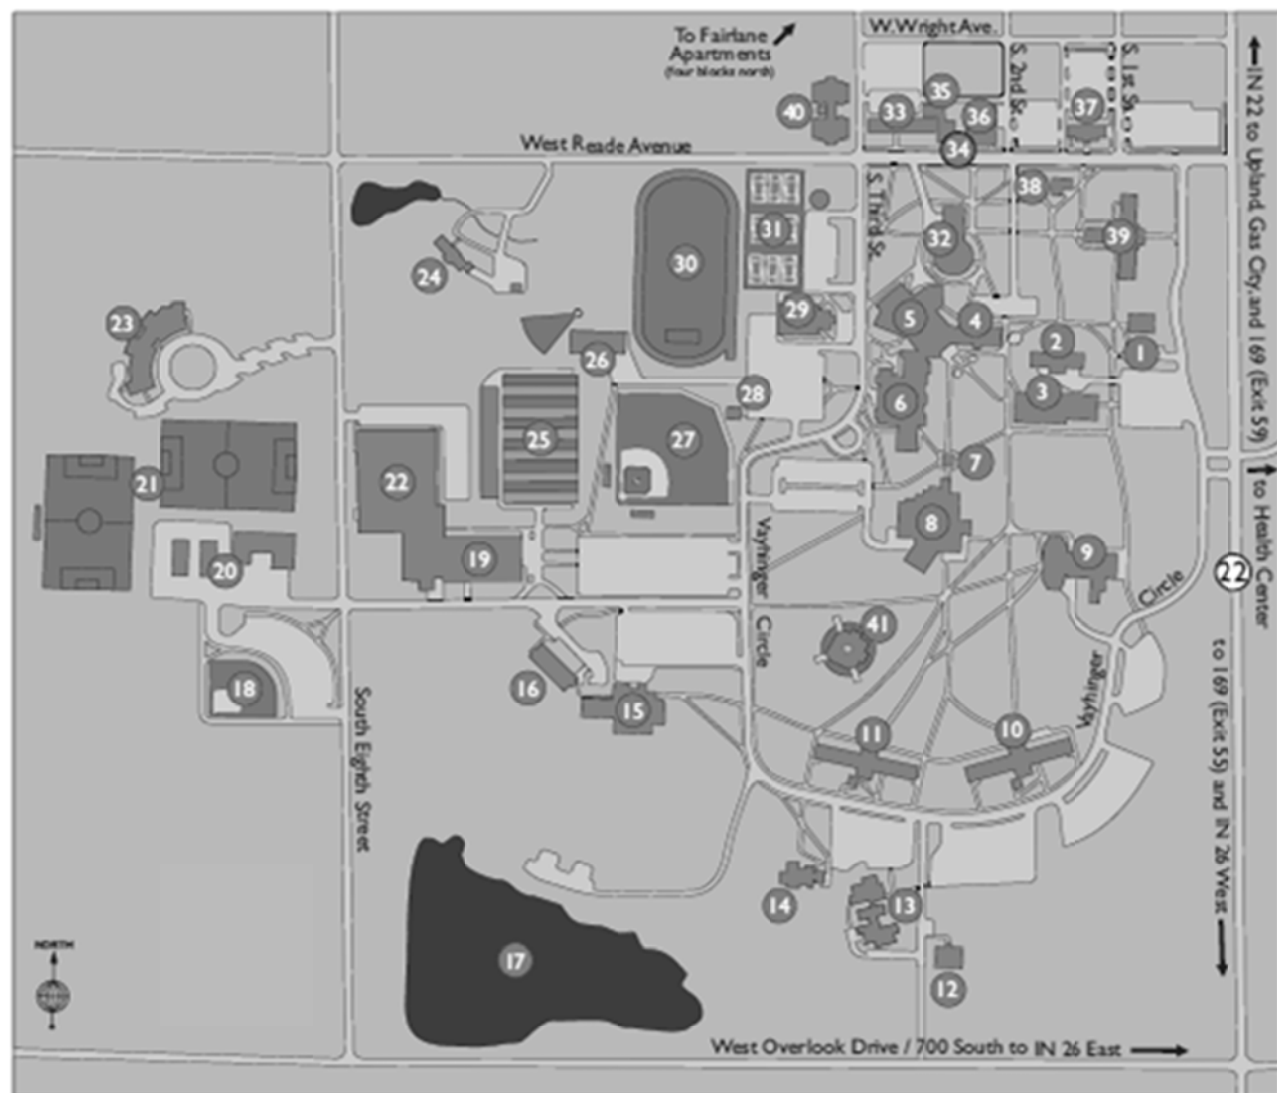 W. Wright Ave.
To Fairlane
Apartments
(four blocks north)
S. 2nd St.
S. 1st St.
IN 22 to Upland Gas City, and 169 (Exit 59)
35
40
33
36
37
34
West Reade Avenue
S. Third St.
38
31
32
39
30
24
23
29
5
4
2
1
26
28
3
6
25
27
7
21
22
8
to Health Center
Vayhinger
Circle
9
19
20
22
Circle
41
to 169 (Exit 55) and IN 26 West
Vayhinger
16
18
15
South Eighth Street
11
10
14
13
17
12
NORTH
West Overlook Drive / 700 South to IN 26 East